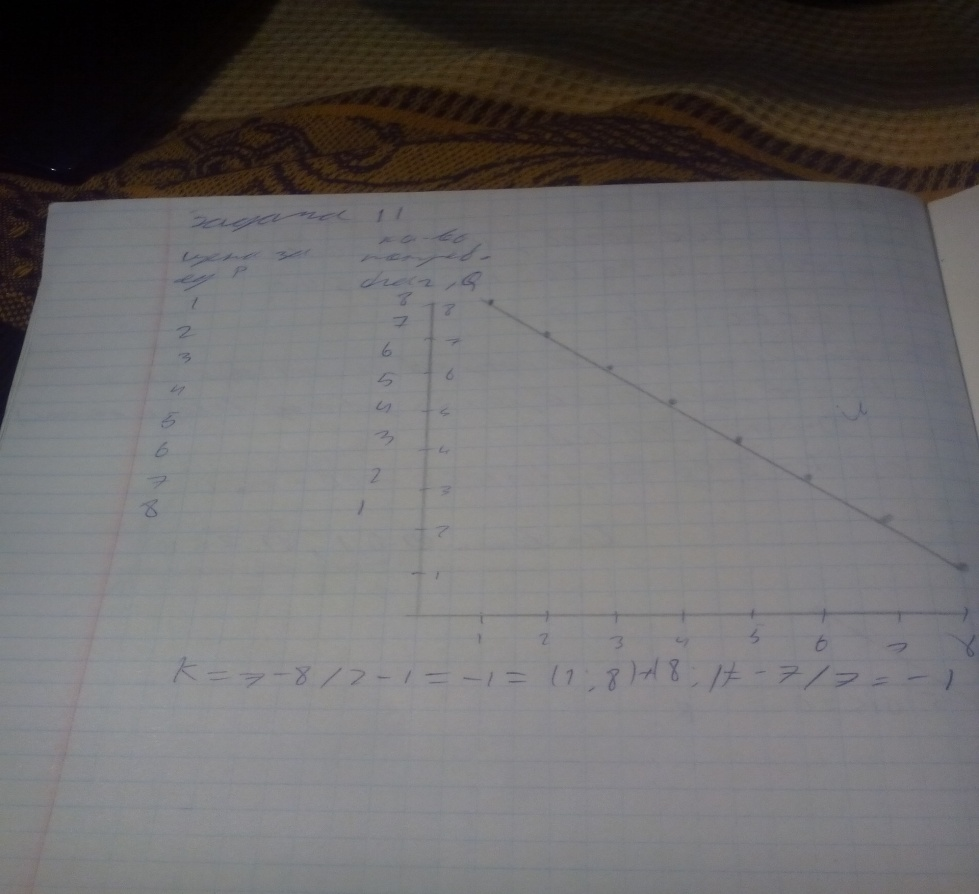 задача 11
кол-во
цена за потреб.
ед P благ, Q
1 8
2 7
3 6
4 5
5 4
6 3
7 2
8 1
8
7
6
5
4
3
2
1
1 2 3 4 5 6 7 8
K = 7-8/2-1 = -1 = (1;8)+(8;1) = -7/7 = -1